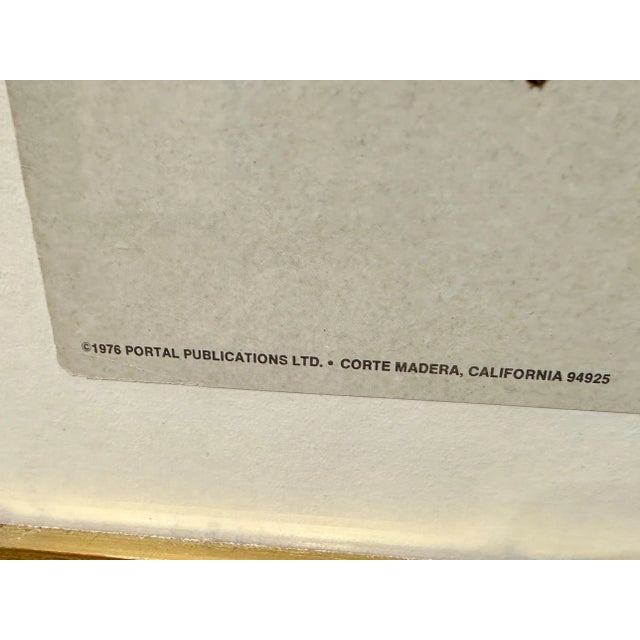 ©1976 PORTAL PUBLICATIONS LTD. • CORTE MADERA, CALIFORNIA 94925